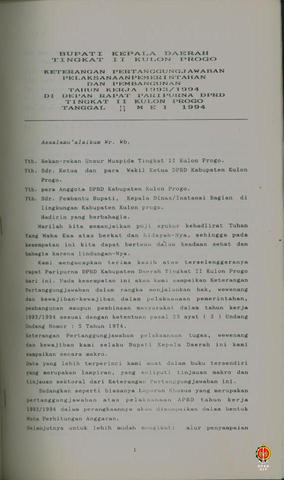 BUPATI KEPALA DAERAH
TINGKAT II KULON PROGO
KETERANGAN PERTANGGUNGJAWABAN
PELAKSANAANPEMERINTAHAN
DAN PEMBANGUNAN
TAHUN KERJA 1993/1994
DI DEPAN RAPAT PARIPURNA DPRD
TINGKAT II KULON PROGO
TANGGAL MEI 1994
Assalamu'alaikum Wr. Wb.
Yth. Rekan-rekan Unsur Muspida Tingkat II Kulon Progo.
Yth. Sdr. Ketua dan para Wakil Ketua DPRD Kabupaten Kulon
Progo.
Yth. para Anggota DPRD Kabupaten Kulon Progo.
Yth. Sdr. Pembantu Bupati, Kepala Dinas/Instansi Bagian di
lingkungan Kabupaten Kulon progo.
Hadirin yang berbahagia.
Marilah kita memanjatkan puji syukur kehadlirat Tuhan
Yang Maha Esa atas berkat dan hidayah-Nya, sehingga pada
kesempatan ini kita dapat bertemu dalam keadaan sehat dan
bahagia karena lindungan-Nya.
Kami mengucapkan terima kasih atas terselenggaranya
rapat Paripurna DPRD Kabupaten Daerah Tingkat II Kulon Progo
hari ini. Pada kesempatan ini akan kami sampaikan Keterangan
Pertanggungjawaban dalam rangka menjalankan hak, wewenang
dan kewajiban-kewajiban dalam pelaksanaan pemerintahan,
pembangunan maupun pembinaan masyarakat dalam tahun kerja
1993/1994 sesuai dengan ketentuan pasal 22 ayat ( 3 ) Undang
Undang Nomor : 5 Tahun 1974.
Keterangan Pertanggungjawaban pelaksanaan tugas, wewenang
dan kewajiban kami selaku Bupati Kepala Daerah ini kami
sampaikan secara makro.
Data yang lebih terperinci kami muat dalam buku tersendiri
yang merupakan lampiran, yang meliputi tinjauan makro dan
tinjauan sektoral dari Keterangan Pertanggungjawaban ini.
Sedangkan seperti biasanya Laporan Khusus yang merupakan
pertanggungjawaban atas pelaksanaan APBD tahun kerja
1993/1994 dalam perangkaannya akan disampaikan dalam bentuk
Nota Perhitungan Anggaran.
Selanjutnya untuk lebih mudah mengikuti alur penyampaian
1